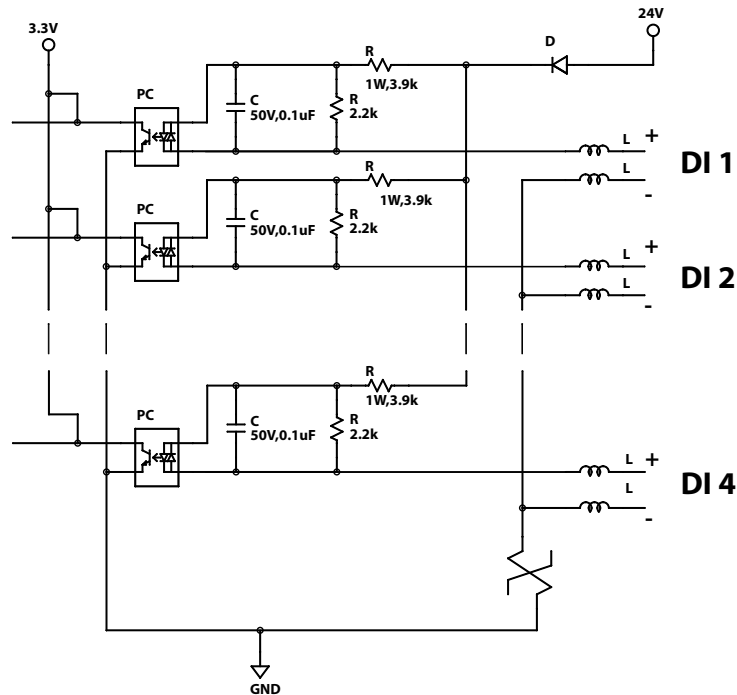 3.3V
24V
D
R
1W,3.9k
PC
C
50V,0.1uF
R
2.2k
L +
L -
DI 1
R
1W,3.9k
PC
C
50V,0.1uF
R
2.2k
L +
L -
DI 2
R
1W,3.9k
PC
C
50V,0.1uF
R
2.2k
L +
L -
DI 4
GND